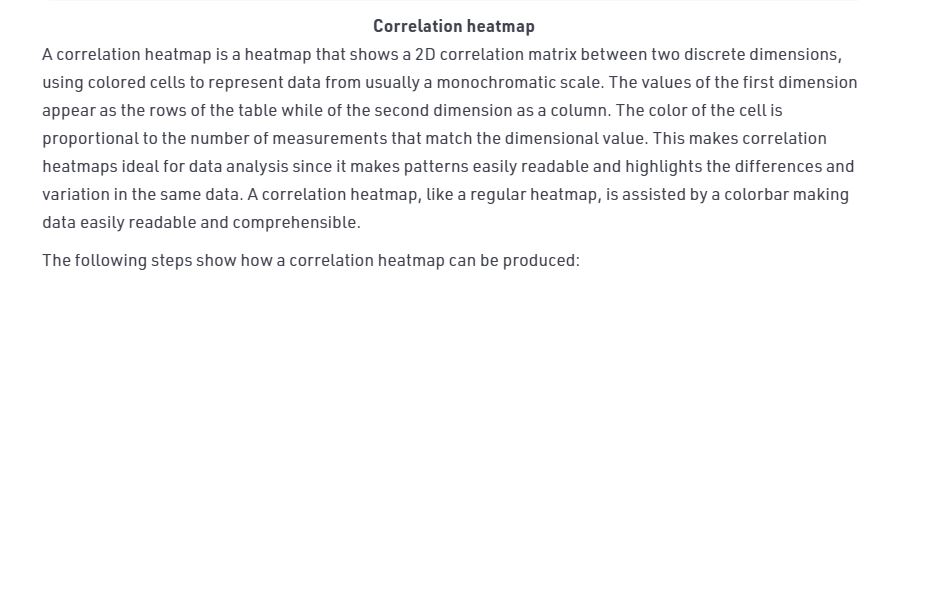 Correlation heatmap
A correlation heatmap is a heatmap that shows a 2D correlation matrix between two discrete dimensions,
using colored cells to represent data from usually a monochromatic scale. The values of the first dimension
appear as the rows of the table while of the second dimension as a column. The color of the cell is
proportional to the number of measurements that match the dimensional value. This makes correlation
heatmaps ideal for data analysis since it makes patterns easily readable and highlights the differences and
variation in the same data. A correlation heatmap, like a regular heatmap, is assisted by a colorbar making
data easily readable and comprehensible.
The following steps show how a correlation heatmap can be produced: